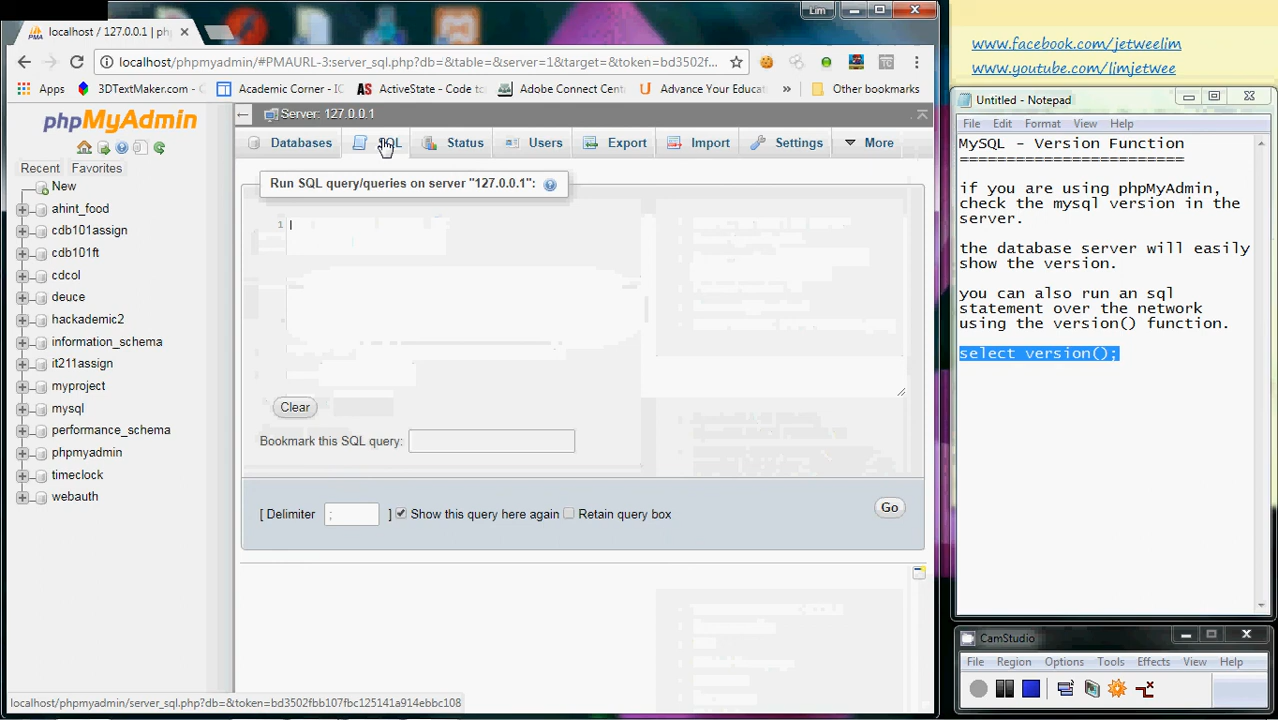 Lim
localhost / 127.0.0.1 | ph
localhost/phpmyadmin/#PMAURL-3:server_sql.php?db=&table=&server=1&target=&token=bd3502f...
Apps
3DTextMaker.com
Academic Corner - IC
ActiveState - Code to
Adobe Connect Cent
Advance Your Educat
»
Other bookmarks
phpMyAdmin
Recent
Favorites
New
ahint_food
cdb101assign
cdb101ft
cdcol
deuce
hackademic2
information_schema
it211assign
myproject
mysql
performance_schema
phpmyadmin
timeclock
webauth
Server: 127.0.0.1
Databases
SQL
Status
Users
Export
Import
Settings
More
Run SQL query/queries on server "127.0.0.1":
1
Clear
Bookmark this SQL query:
[ Delimiter ; ] Show this query here again Retain query box
Go
localhost/phpmyadmin/server_sql.php?db=&token=bd3502fbb107fbc125141a914ebbc108
www.facebook.com/jetweelim
www.youtube.com/limjetwee
Untitled - Notepad
File Edit Format View Help
MySQL - Version Function
=========================
if you are using phpMyAdmin,
check the mysql version in the
server.
the database server will easily
show the version.
you can also run an sql
statement over the network
using the version() function.
select version();
CamStudio
File Region Options Tools Effects View Help